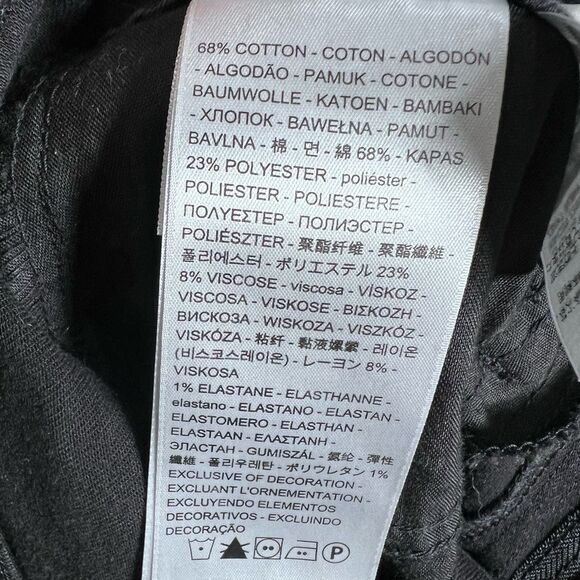 68% COTTON - COTON - ALGODÓN
- ALGODÃO - PAMUK - COTONE -
BAUMWOLLE - KATOEN - BAMBAKI
- ХЛОПОК - BAWEŁNA - PAMUT -
BAVLNA - 棉 - 면 - 綿 68% - KAPAS
23% POLYESTER - poliéster -
POLIESTER - POLIESTERE -
ΠΟΛΥΕΣΤΕΡ - ПОЛИЭСТЕР -
POLIÉSZTER - 聚酯纤维 - 聚酯纖維 -
폴리에스터 - ポリエステル 23%
8% VISCOSE - viscosa - VİSKOZ -
VISCOSA - VISKOSE - ΒΙΣΚΟΖΗ -
ВИСКОЗА - WISKOZA - VISZKÓZ -
VISKÓZA - 粘纤 - 黏液嫘縈 - 레이온
(비스코스레이온) - レーヨン 8% -
VISKOSA
1% ELASTANE - ELASTHANNE -
elastano - ELASTANO - ELASTAN -
ELASTOMERO - ELASTHAN -
ELASTAAN - ΕΛΑΣΤΑΝΗ -
ЭЛАСТАН - GUMISZÁL - 氨纶 - 彈性
纖維 - 폴리우레탄 - ポリウレタン 1%
EXCLUSIVE OF DECORATION -
EXCLUANT L'ORNEMENTATION -
EXCLUYENDO ELEMENTOS
DECORATIVOS - EXCLUINDO
DECORAÇÃO
P